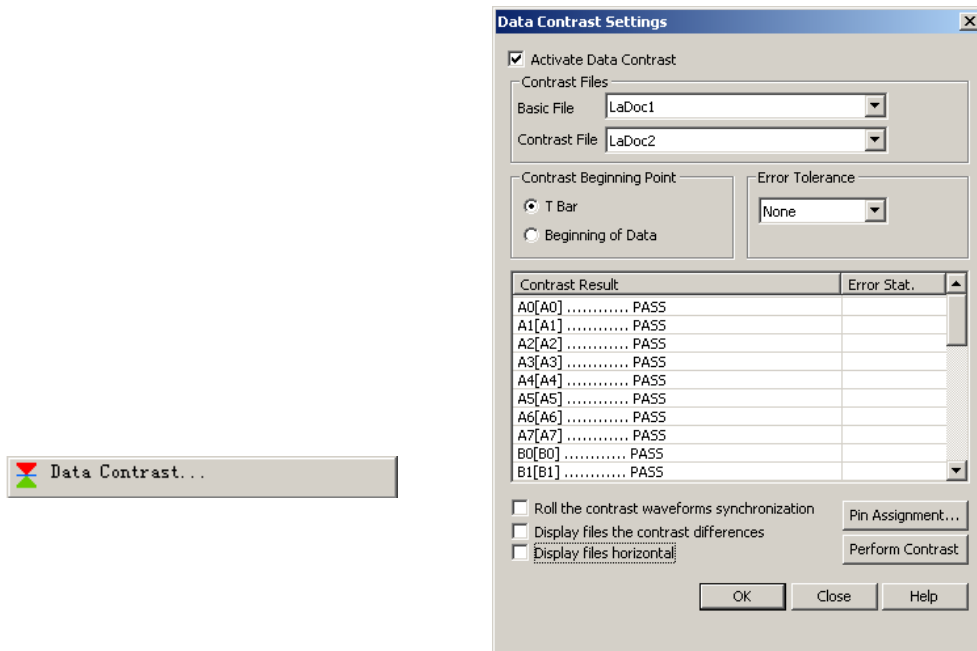 Data Contrast...
Data Contrast Settings
Activate Data Contrast
Contrast Files
Basic File LaDoc1
Contrast File LaDoc2
Contrast Beginning Point
T Bar
Beginning of Data
Error Tolerance
None
Contrast Result Error Stat.
A0[A0] ............ PASS
A1[A1] ............ PASS
A2[A2] ............ PASS
A3[A3] ............ PASS
A4[A4] ............ PASS
A5[A5] ............ PASS
A6[A6] ............ PASS
A7[A7] ............ PASS
B0[B0] ............ PASS
B1[B1] ............ PASS
Roll the contrast waveforms synchronization
Display files the contrast differences
Display files horizontal
Pin Assignment...
Perform Contrast
OK Close Help